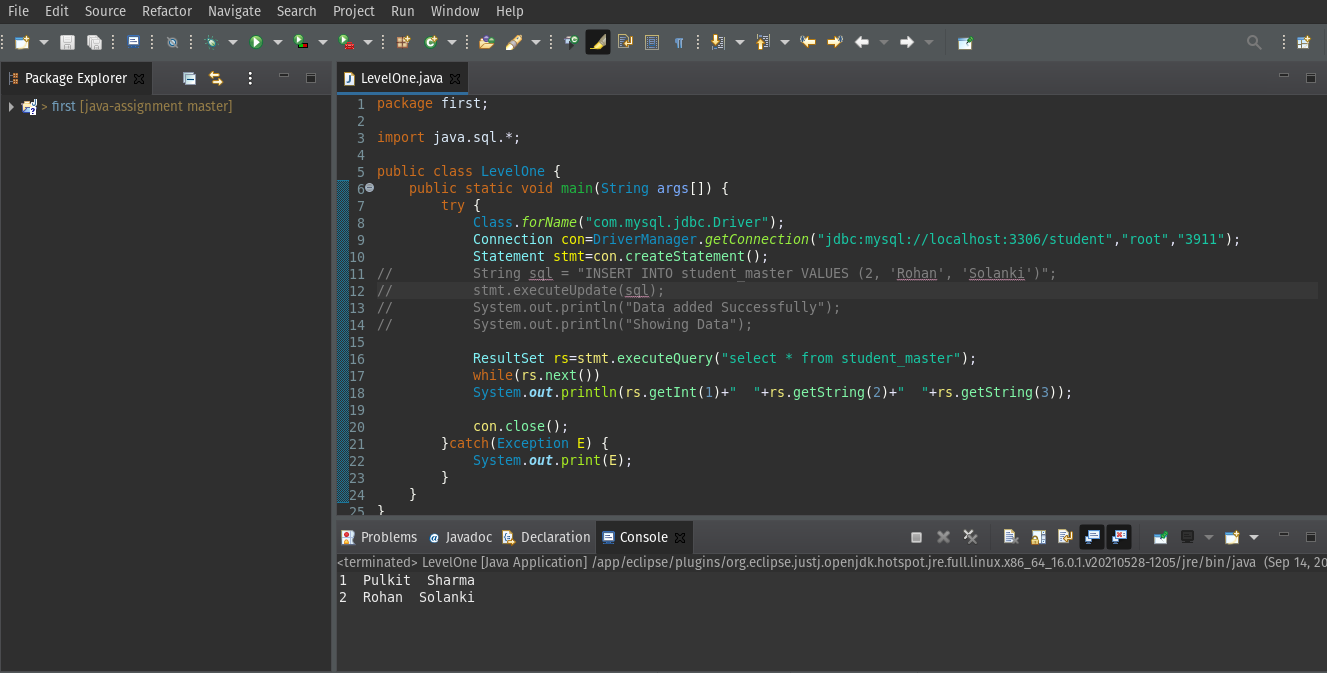 File Edit Source Refactor Navigate Search Project Run Window Help
Package Explorer
> first [java-assignment master]
LevelOne.java
1 package first;
2
3 import java.sql.*;
4
5 public class LevelOne {
6 public static void main(String args[]) {
7 try {
8 Class.forName("com.mysql.jdbc.Driver");
9 Connection con=DriverManager.getConnection("jdbc:mysql://localhost:3306/student","root","3911");
10 Statement stmt=con.createStatement();
11 // String sql = "INSERT INTO student_master VALUES (2, 'Rohan', 'Solanki')";
12 // stmt.executeUpdate(sql);
13 // System.out.println("Data added Successfully");
14 // System.out.println("Showing Data");
15
16 ResultSet rs=stmt.executeQuery("select * from student_master");
17 while(rs.next())
18 System.out.println(rs.getInt(1)+"  "+rs.getString(2)+"  "+rs.getString(3));
19
20 con.close();
21 }catch(Exception E) {
22 System.out.print(E);
23 }
24 }
25 }
Problems Javadoc Declaration Console
<terminated> LevelOne [Java Application] /app/eclipse/plugins/org.eclipse.justj.openjdk.hotspot.jre.full.linux.x86_64_16.0.1.v20210528-1205/jre/bin/java (Sep 14, 20
1  Pulkit  Sharma
2  Rohan  Solanki